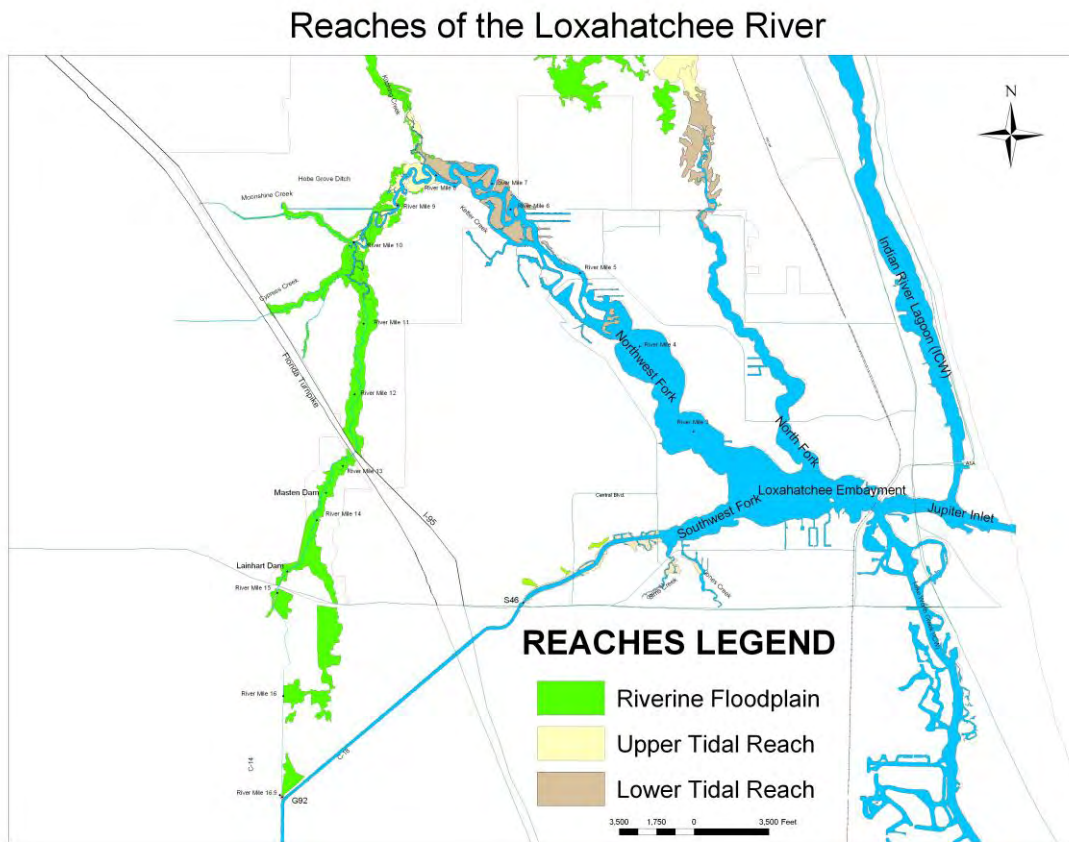 Reaches of the Loxahatchee River
N
Kitching Creek
Hobe Grove Ditch
Moonshine Creek
River Mile 8
River Mile 7
River Mile 6
River Mile 9
Keller Creek
River Mile 10
River Mile 5
Cypress Creek
Indian River Lagoon (ICW)
River Mile 11
River Mile 4
Northwest Fork
Florida Turnpike
River Mile 12
River Mile 3
North Fork
River Mile 13
A1A
Masten Dam
Central Blvd.
Loxahatchee Embayment
Southwest Fork
Jupiter Inlet
River Mile 14
I-95
Lainhart Dam
River Mile 15
Jones Creek
S46
REACHES LEGEND
Riverine Floodplain
Upper Tidal Reach
Lower Tidal Reach
River Mile 16
C-14
C-18
River Mile 16.5
G92
3,500 1,750 0 3,500 Feet